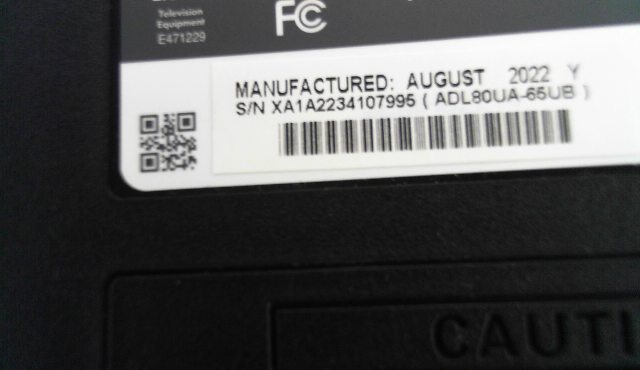 Television
Equipment
E471229
FC
MANUFACTURED: AUGUST 2022 Y
S/N XA1A2234107995 ( ADL80UA-65UB )
CAUTI